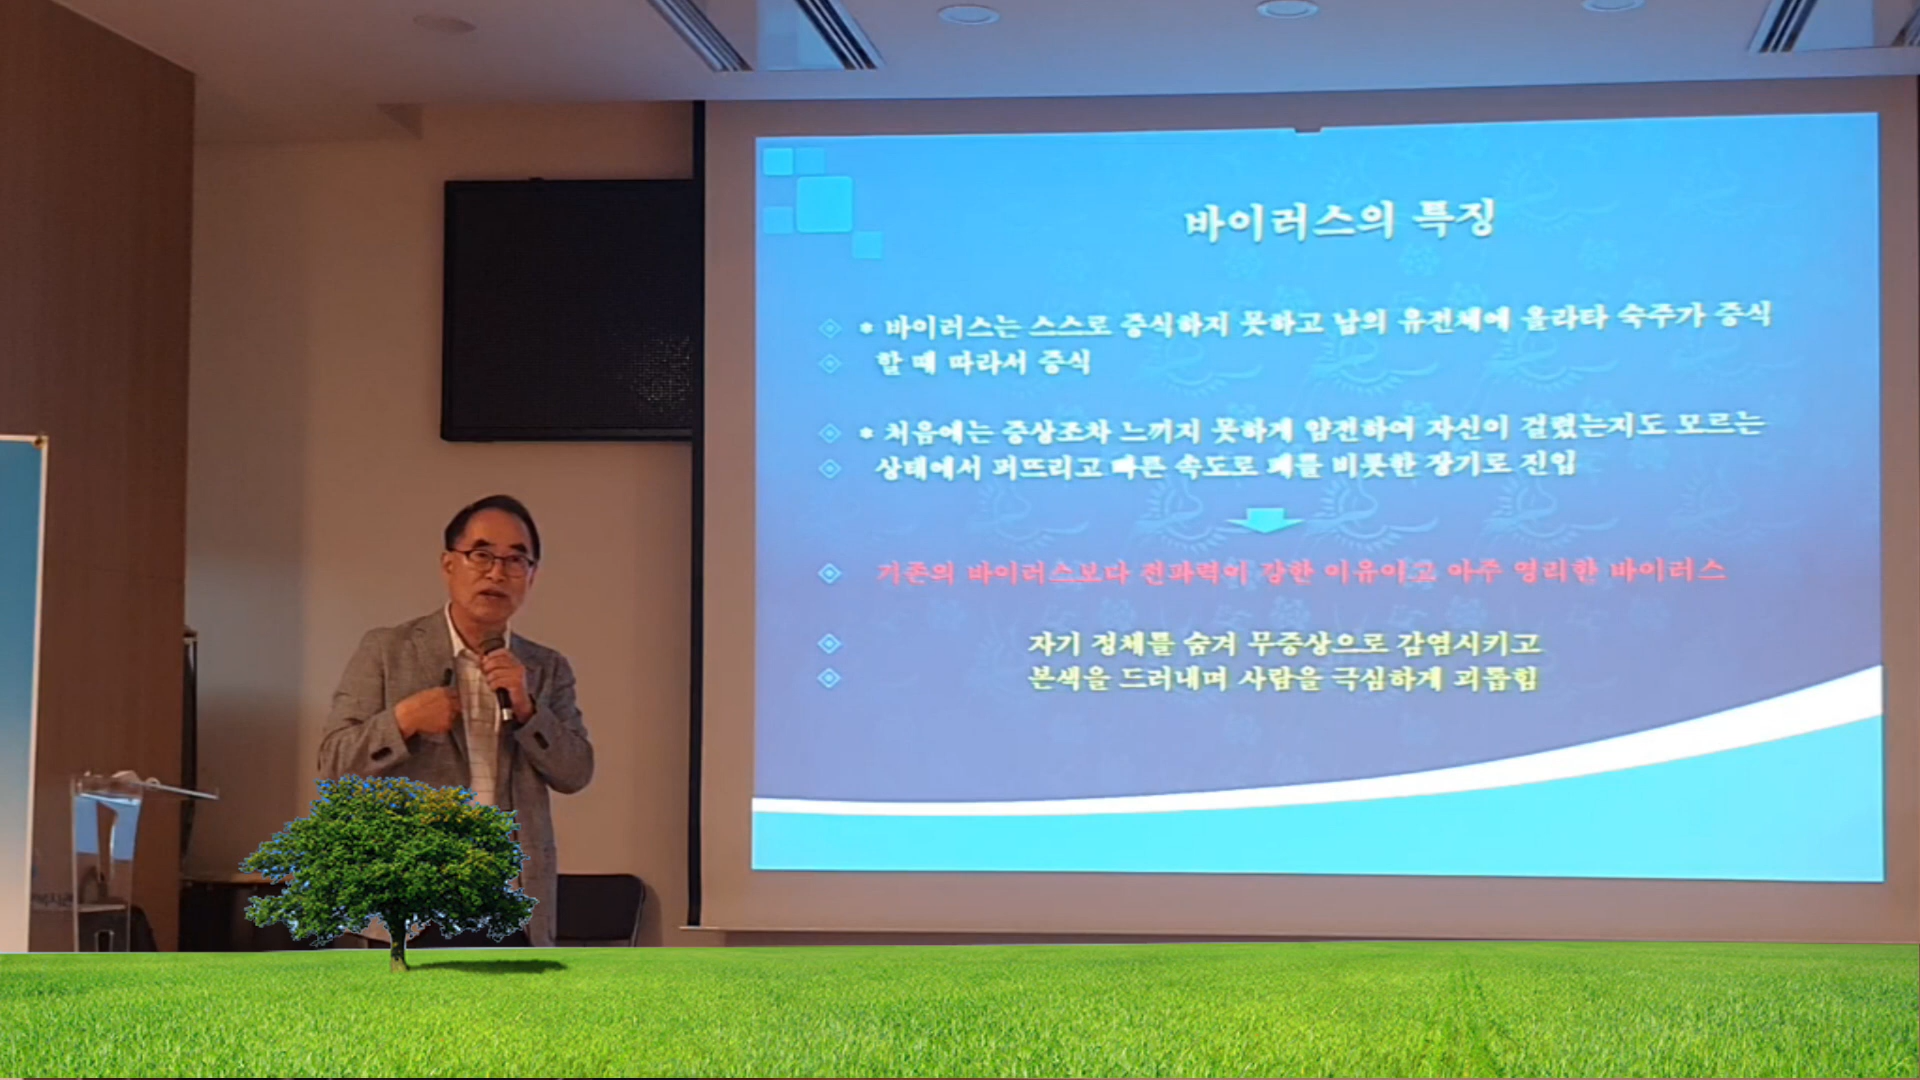 바이러스의 특징
* 바이러스는 스스로 증식하지 못하고 남의 유전체에 올라타 숙주가 증식
할 때 따라서 증식
* 처음에는 증상조차 느끼지 못하게 얌전하여 자신이 걸렸는지도 모르는
상태에서 퍼뜨리고 빠른 속도로 폐를 비롯한 장기로 진입
기존의 바이러스보다 전파력이 강한 이유이고 아주 영리한 바이러스
자기 정체를 숨겨 무증상으로 감염시키고
본색을 드러내며 사람을 극심하게 괴롭힘